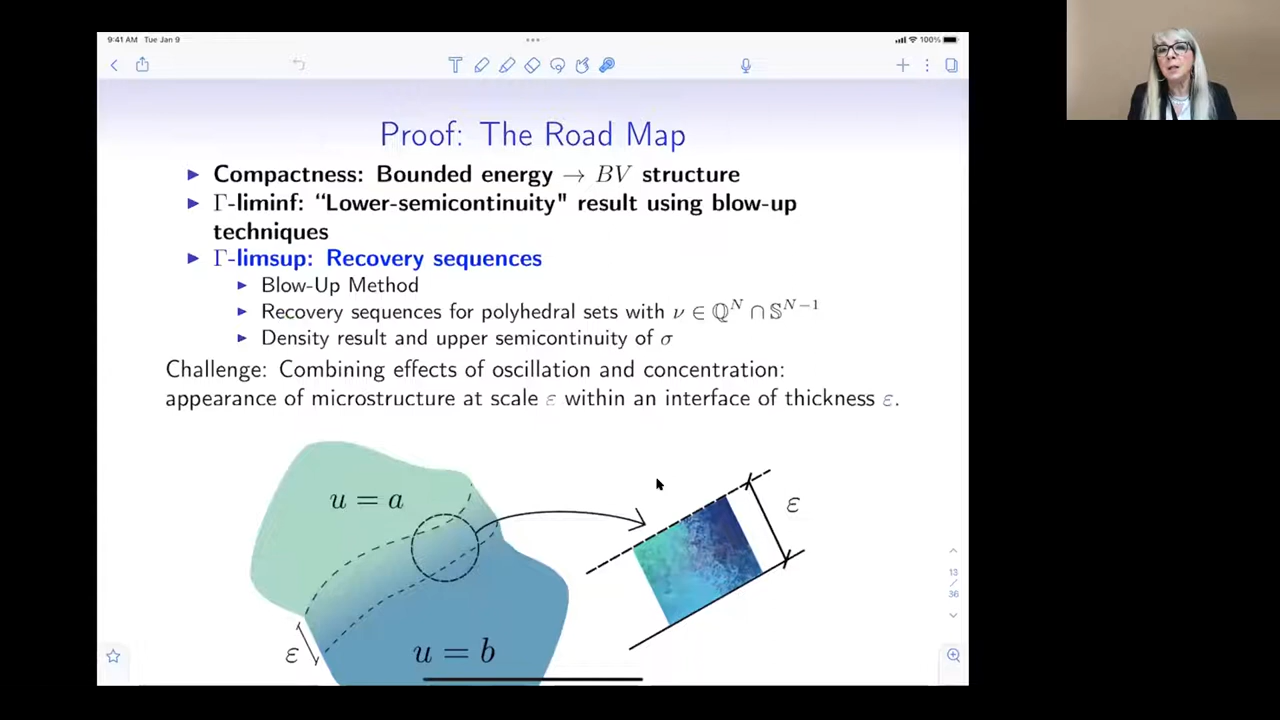 9:41 AM Tue Jan 9
100%
Proof: The Road Map
Compactness: Bounded energy → BV structure
Γ-liminf: “Lower-semicontinuity" result using blow-up
techniques
Γ-limsup: Recovery sequences
Blow-Up Method
Recovery sequences for polyhedral sets with ν ∈ ℚ^N ∩ 𝕊^{N−1}
Density result and upper semicontinuity of σ
Challenge: Combining effects of oscillation and concentration:
appearance of microstructure at scale ε within an interface of thickness ε.
u = a
ε
ε
u = b
13
/
36